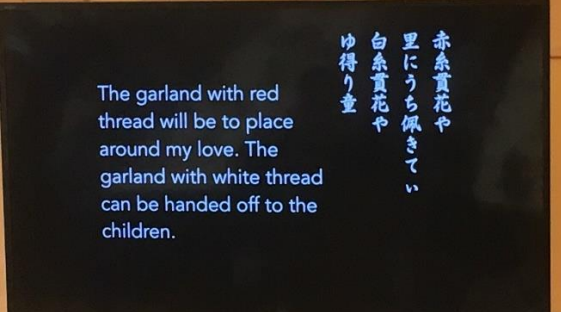 赤糸貫花や
里にうち佩きてぃ
白糸貫花や
ゆ得り童
The garland with red
thread will be to place
around my love. The
garland with white thread
can be handed off to the
children.